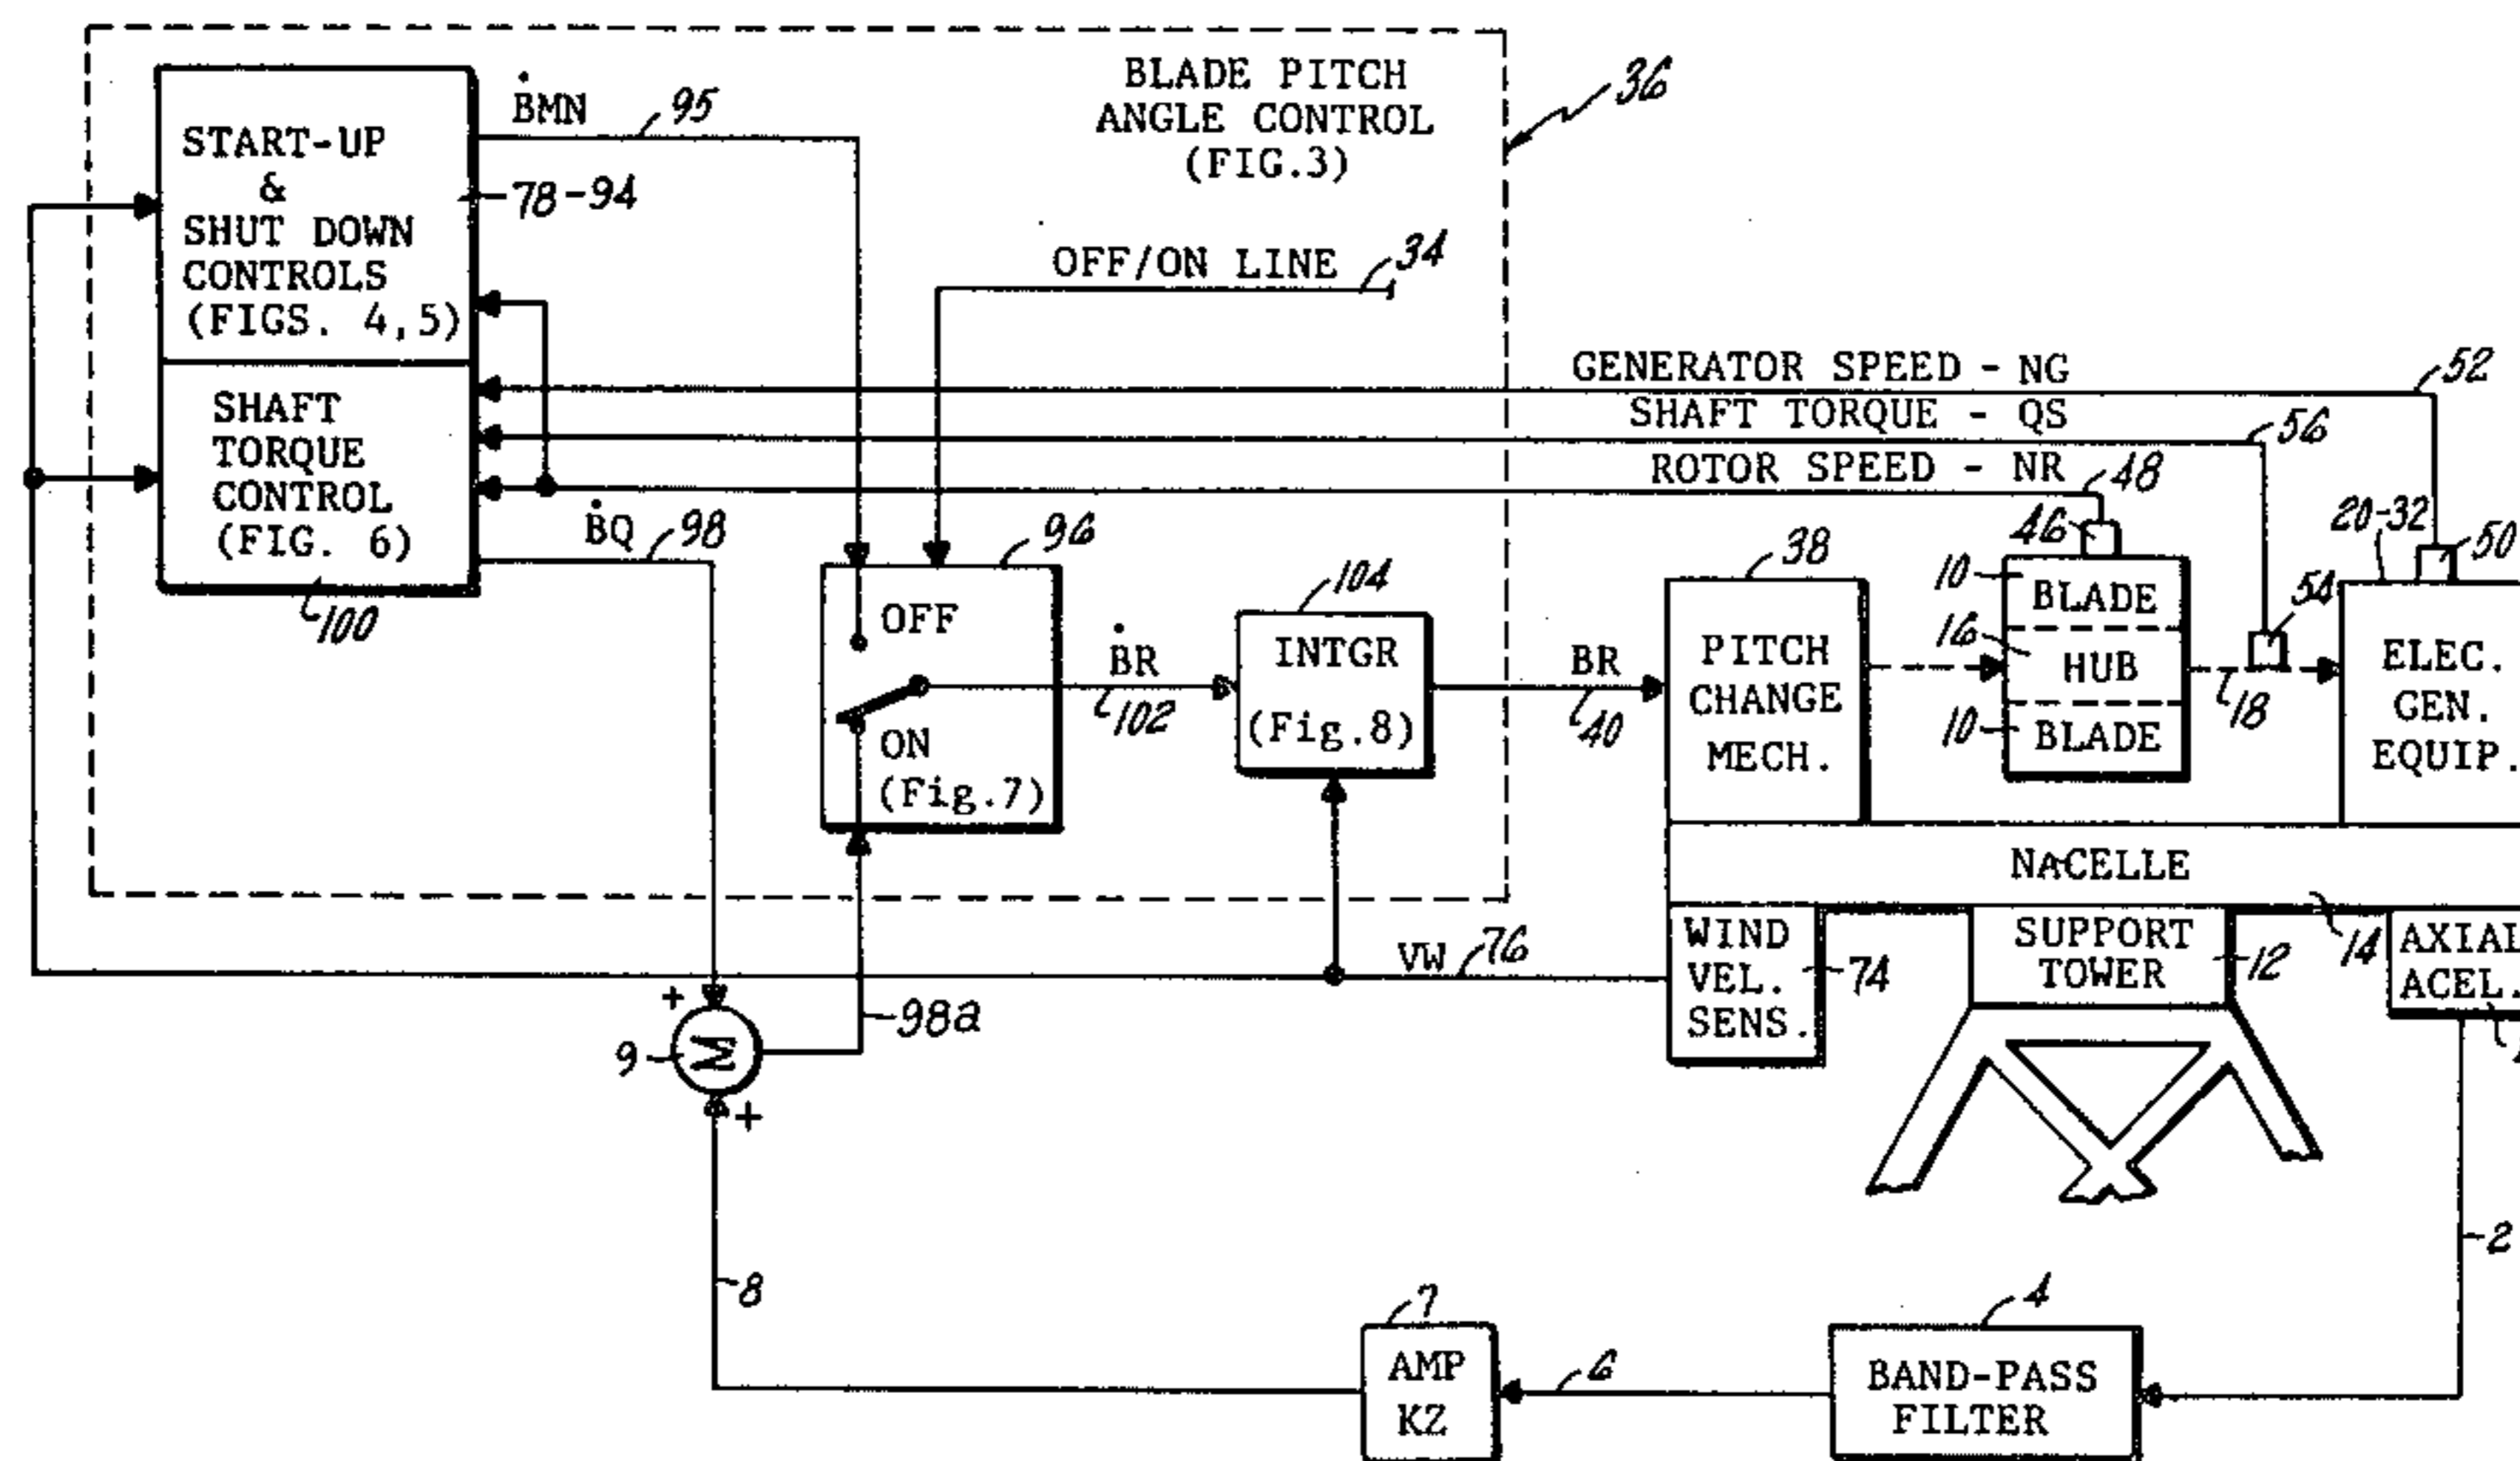 BLADE PITCH
ANGLE CONTROL
(FIG.3)
36
ḂMN
95
START-UP
&
SHUT DOWN
CONTROLS
(FIGS. 4,5)
78-94
OFF/ON LINE
34
GENERATOR SPEED - NG
52
SHAFT TORQUE - QS
56
ROTOR SPEED - NR
48
SHAFT
TORQUE
CONTROL
(FIG. 6)
100
ḂQ
98
96
OFF
ON
(Fig.7)
ḂR
102
104
INTGR
(Fig.8)
BR
40
38
PITCH
CHANGE
MECH.
46
10
BLADE
16
HUB
10
BLADE
54
18
20-32
50
ELEC.
GEN.
EQUIP.
NACELLE
14
WIND
VEL.
SENS.
74
SUPPORT
TOWER
12
AXIAL
ACEL.
VW
76
98a
+
9
Σ
+
8
7
AMP
KZ
6
4
BAND-PASS
FILTER
2